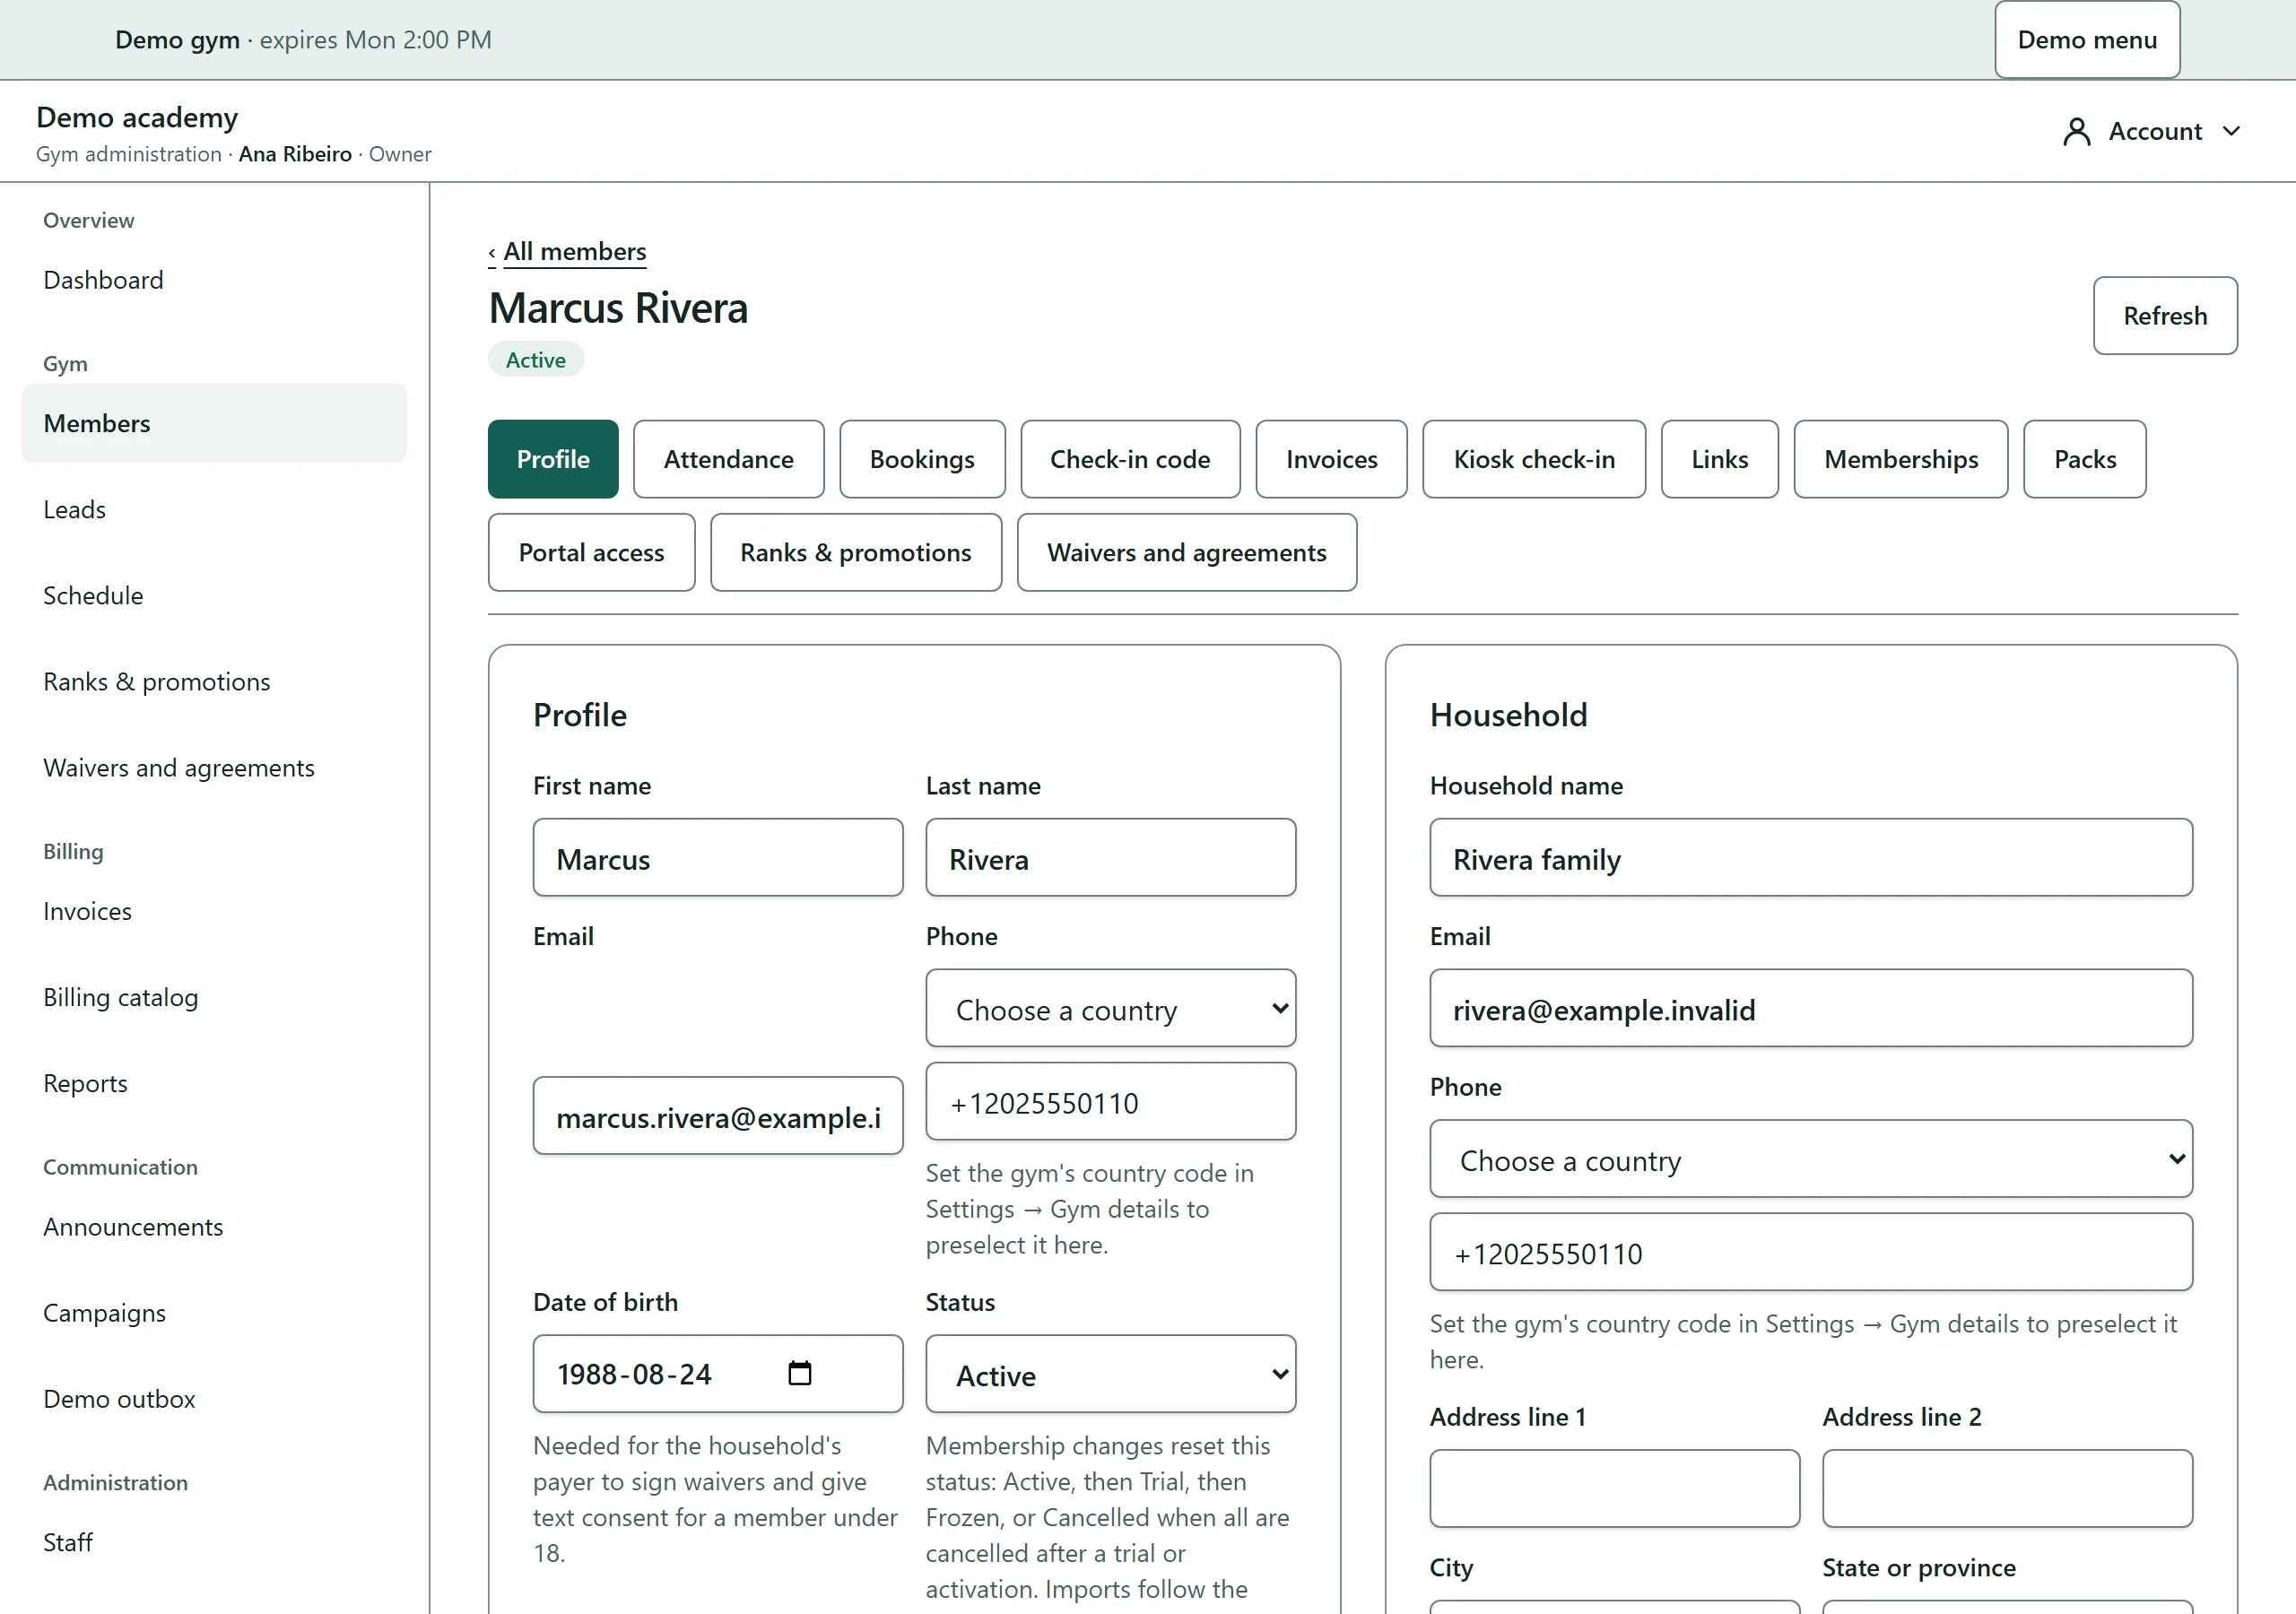 Demo gym · expires Mon 2:00 PM
Demo menu
Demo academy
Gym administration · Ana Ribeiro · Owner
Account
Overview
Dashboard
Gym
Members
Leads
Schedule
Ranks & promotions
Waivers and agreements
Billing
Invoices
Billing catalog
Reports
Communication
Announcements
Campaigns
Demo outbox
Administration
Staff
‹ All members
Marcus Rivera
Active
Refresh
Profile
Attendance
Bookings
Check-in code
Invoices
Kiosk check-in
Links
Memberships
Packs
Portal access
Ranks & promotions
Waivers and agreements
Profile
First name
Last name
Marcus
Rivera
Email
Phone
Choose a country
marcus.rivera@example.i
+12025550110
Set the gym's country code in
Settings → Gym details to
preselect it here.
Date of birth
Status
1988-08-24
Active
Needed for the household's
payer to sign waivers and give
text consent for a member under
18.
Membership changes reset this
status: Active, then Trial, then
Frozen, or Cancelled when all are
cancelled after a trial or
activation. Imports follow the
Household
Household name
Rivera family
Email
rivera@example.invalid
Phone
Choose a country
+12025550110
Set the gym's country code in Settings → Gym details to preselect it
here.
Address line 1
Address line 2
City
State or province